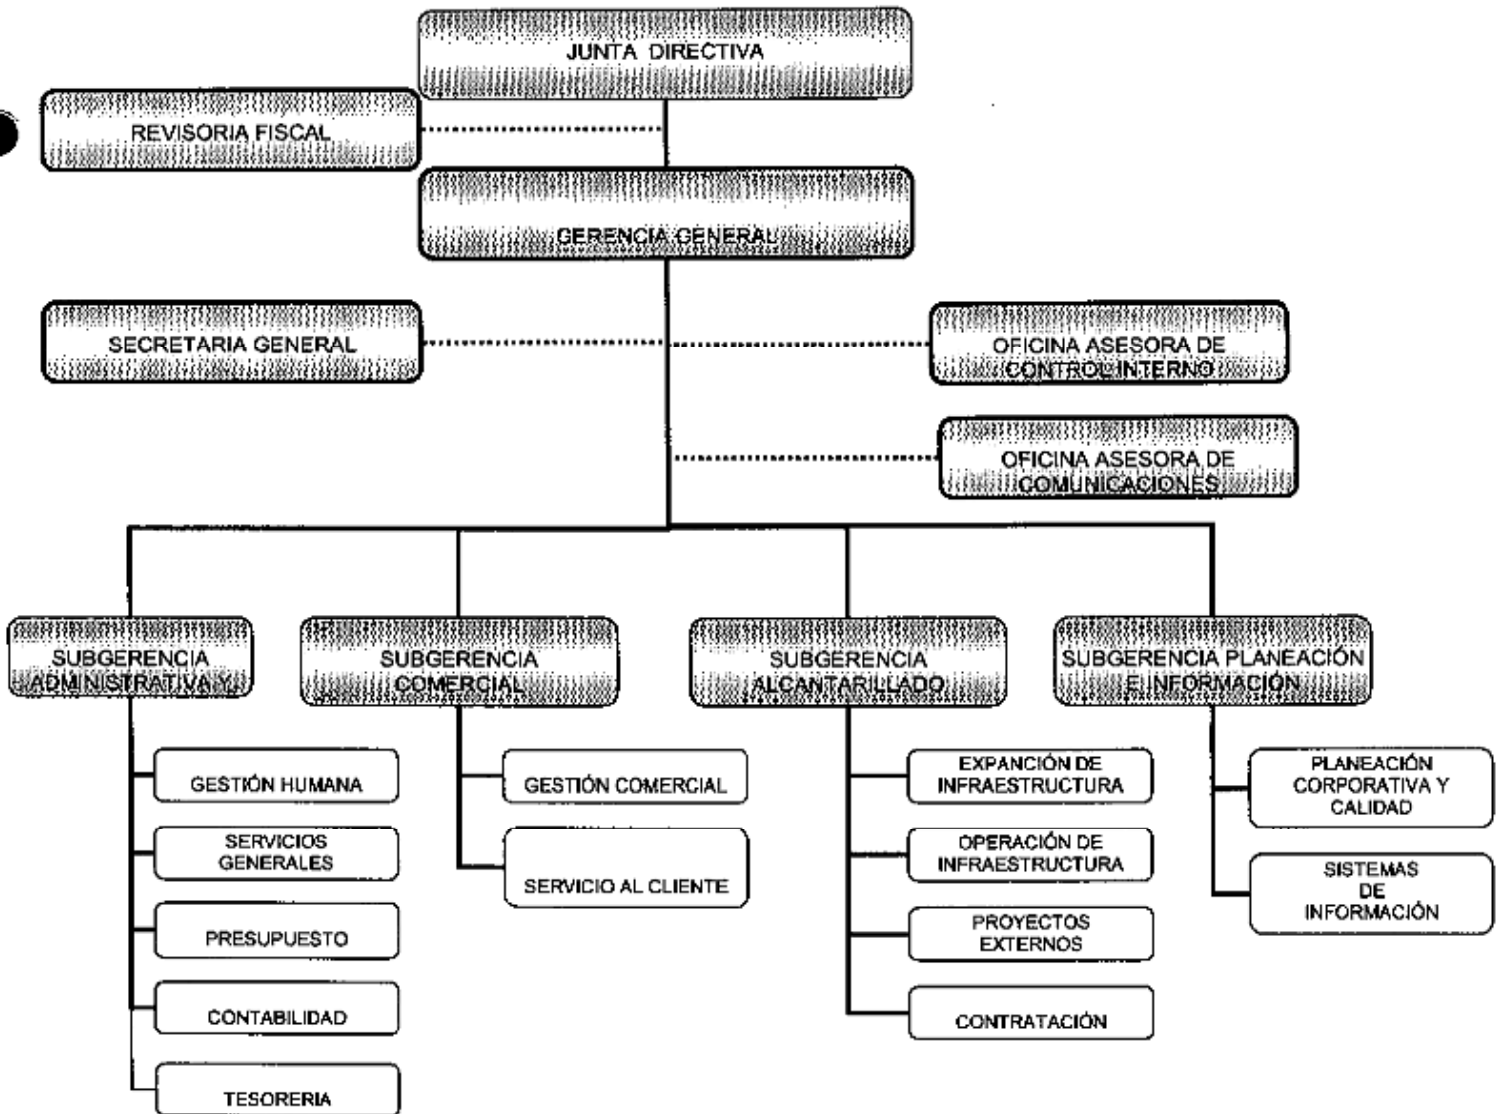 JUNTA DIRECTIVA
REVISORIA FISCAL
GERENCIA GENERAL
SECRETARIA GENERAL
OFICINA ASESORA DE
CONTROL INTERNO
OFICINA ASESORA DE
COMUNICACIONES
SUBGERENCIA
ADMINISTRATIVA Y
SUBGERENCIA
COMERCIAL
SUBGERENCIA
ALCANTARILLADO
SUBGERENCIA PLANEACIÓN
E INFORMACIÓN
GESTIÓN HUMANA
SERVICIOS
GENERALES
PRESUPUESTO
CONTABILIDAD
TESORERIA
GESTIÓN COMERCIAL
SERVICIO AL CLIENTE
EXPANCIÓN DE
INFRAESTRUCTURA
OPERACIÓN DE
INFRAESTRUCTURA
PROYECTOS
EXTERNOS
CONTRATACIÓN
PLANEACIÓN
CORPORATIVA Y
CALIDAD
SISTEMAS
DE
INFORMACIÓN